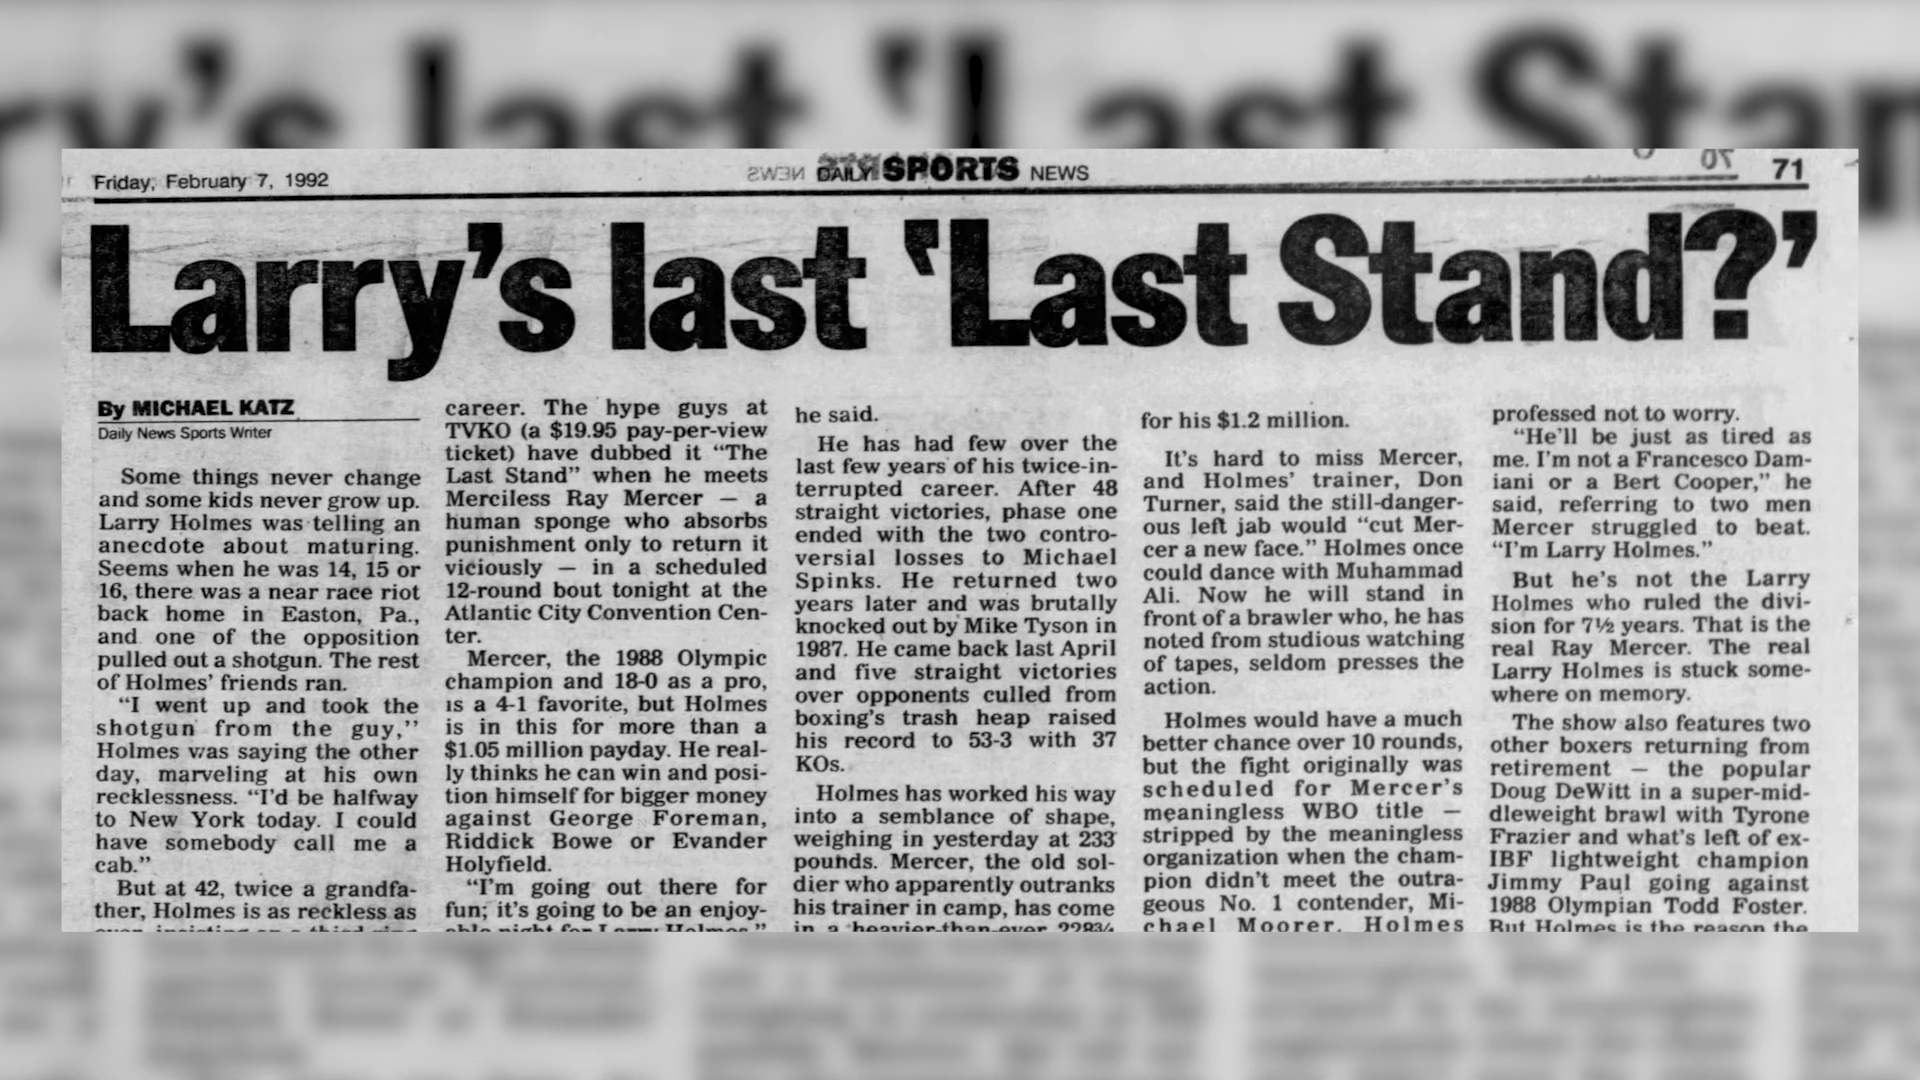 Friday, February 7, 1992
DAILY SPORTS NEWS
71
Larry's last 'Last Stand?'
By MICHAEL KATZ
Daily News Sports Writer
Some things never change
and some kids never grow up.
Larry Holmes was telling an
anecdote about maturing.
Seems when he was 14, 15 or
16, there was a near race riot
back home in Easton, Pa.,
and one of the opposition
pulled out a shotgun. The rest
of Holmes' friends ran.
"I went up and took the
shotgun from the guy,''
Holmes was saying the other
day, marveling at his own
recklessness. "I'd be halfway
to New York today. I could
have somebody call me a
cab."
But at 42, twice a grandfa-
ther, Holmes is as reckless as
ever, insisting on a third ring
career. The hype guys at
TVKO (a $19.95 pay-per-view
ticket) have dubbed it "The
Last Stand" when he meets
Merciless Ray Mercer — a
human sponge who absorbs
punishment only to return it
viciously — in a scheduled
12-round bout tonight at the
Atlantic City Convention Cen-
ter.
Mercer, the 1988 Olympic
champion and 18-0 as a pro,
is a 4-1 favorite, but Holmes
is in this for more than a
$1.05 million payday. He real-
ly thinks he can win and posi-
tion himself for bigger money
against George Foreman,
Riddick Bowe or Evander
Holyfield.
"I'm going out there for
fun; it's going to be an enjoy-
able night for Larry Holmes,"
he said.
He has had few over the
last few years of his twice-in-
terrupted career. After 48
straight victories, phase one
ended with the two contro-
versial losses to Michael
Spinks. He returned two
years later and was brutally
knocked out by Mike Tyson in
1987. He came back last April
and five straight victories
over opponents culled from
boxing's trash heap raised
his record to 53-3 with 37
KOs.
Holmes has worked his way
into a semblance of shape,
weighing in yesterday at 233
pounds. Mercer, the old sol-
dier who apparently outranks
his trainer in camp, has come
in a heavier-than-ever 228¾
for his $1.2 million.
It's hard to miss Mercer,
and Holmes' trainer, Don
Turner, said the still-danger-
ous left jab would "cut Mer-
cer a new face." Holmes once
could dance with Muhammad
Ali. Now he will stand in
front of a brawler who, he has
noted from studious watching
of tapes, seldom presses the
action.
Holmes would have a much
better chance over 10 rounds,
but the fight originally was
scheduled for Mercer's
meaningless WBO title —
stripped by the meaningless
organization when the cham-
pion didn't meet the outra-
geous No. 1 contender, Mi-
chael Moorer. Holmes
professed not to worry.
"He'll be just as tired as
me. I'm not a Francesco Dam-
iani or a Bert Cooper," he
said, referring to two men
Mercer struggled to beat.
"I'm Larry Holmes."
But he's not the Larry
Holmes who ruled the divi-
sion for 7½ years. That is the
real Ray Mercer. The real
Larry Holmes is stuck some-
where on memory.
The show also features two
other boxers returning from
retirement — the popular
Doug DeWitt in a super-mid-
dleweight brawl with Tyrone
Frazier and what's left of ex-
IBF lightweight champion
Jimmy Paul going against
1988 Olympian Todd Foster.
But Holmes is the reason the